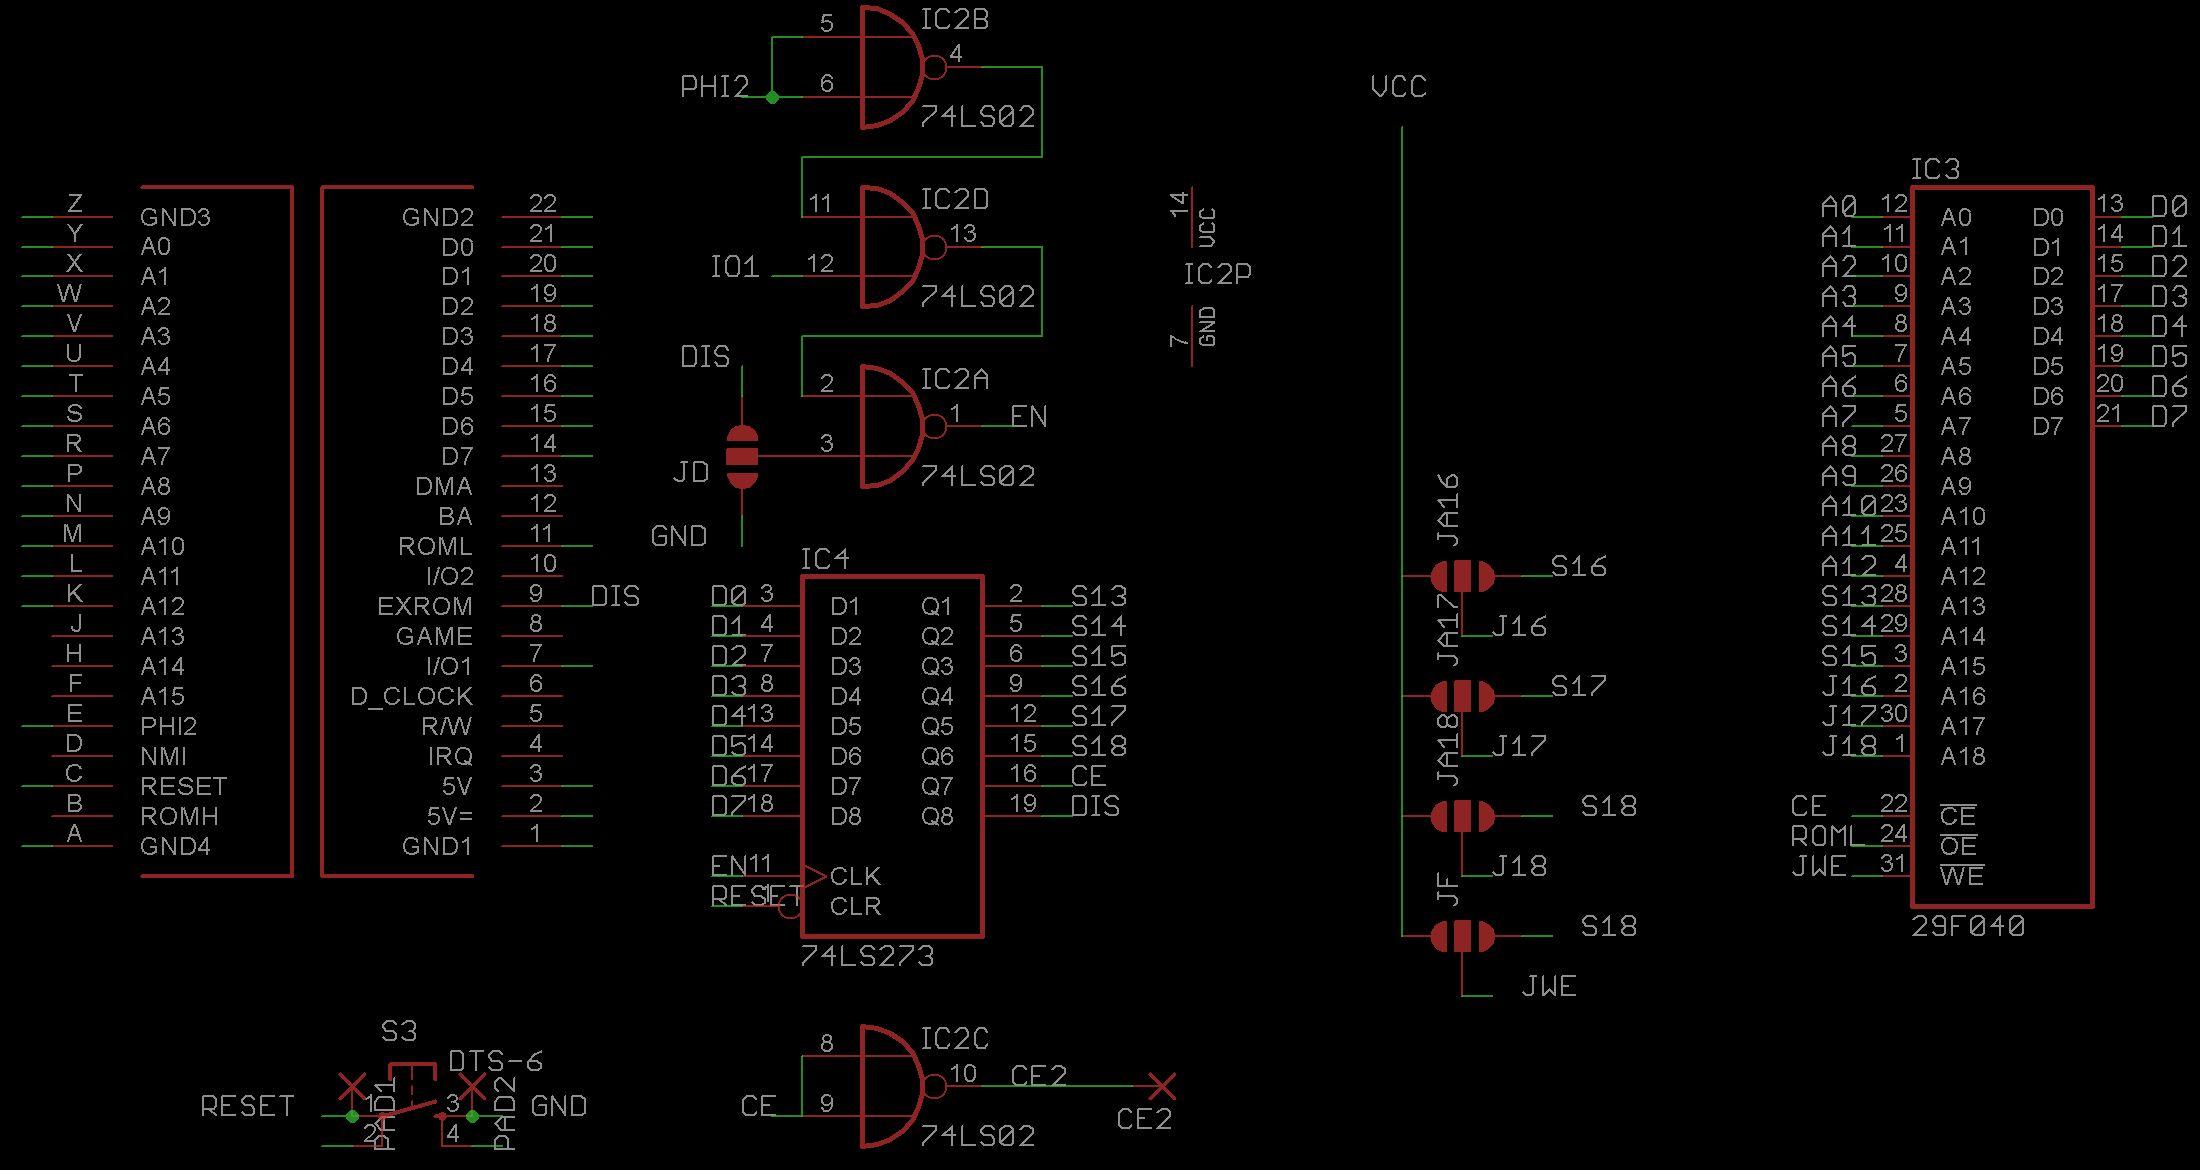 Z GND3
Y A0
X A1
W A2
V A3
U A4
T A5
S A6
R A7
P A8
N A9
M A10
L A11
K A12
J A13
H A14
F A15
E PHI2
D NMI
C RESET
B ROMH
A GND4
GND2 22
D0 21
D1 20
D2 19
D3 18
D4 17
D5 16
D6 15
D7 14
DMA 13
BA 12
ROML 11
I/O2 10
EXROM 9 DIS
GAME 8
I/O1 7
D_CLOCK 6
R/W 5
IRQ 4
5V 3
5V= 2
GND1 1
S3
DTS-6
RESET 1 PAD1 3 PAD2 GND
2 4
IC2B
5
4
PHI2 6
74LS02
IC2D
11
13
IO1 12
74LS02
DIS
IC2A
2
1 EN
3
JD
74LS02
GND
14 VCC
IC2P
7 GND
IC4
D0 3 D1 Q1 2 S13
D1 4 D2 Q2 5 S14
D2 7 D3 Q3 6 S15
D3 8 D4 Q4 9 S16
D4 13 D5 Q5 12 S17
D5 14 D6 Q6 15 S18
D6 17 D7 Q7 16 CE
D7 18 D8 Q8 19 DIS
EN 11 CLK
RESET 1 CLR
74LS273
IC2C
8
10 CE2
CE 9
CE2
74LS02
VCC
JA16
S16
J16
JA17
S17
J17
JA18
S18
J18
JF
S18
JWE
IC3
A0 12 A0 D0 13 D0
A1 11 A1 D1 14 D1
A2 10 A2 D2 15 D2
A3 9 A3 D3 17 D3
A4 8 A4 D4 18 D4
A5 7 A5 D5 19 D5
A6 6 A6 D6 20 D6
A7 5 A7 D7 21 D7
A8 27 A8
A9 26 A9
A10 23 A10
A11 25 A11
A12 4 A12
S13 28 A13
S14 29 A14
S15 3 A15
J16 2 A16
J17 30 A17
J18 1 A18
CE 22 CE
ROML 24 OE
JWE 31 WE
29F040